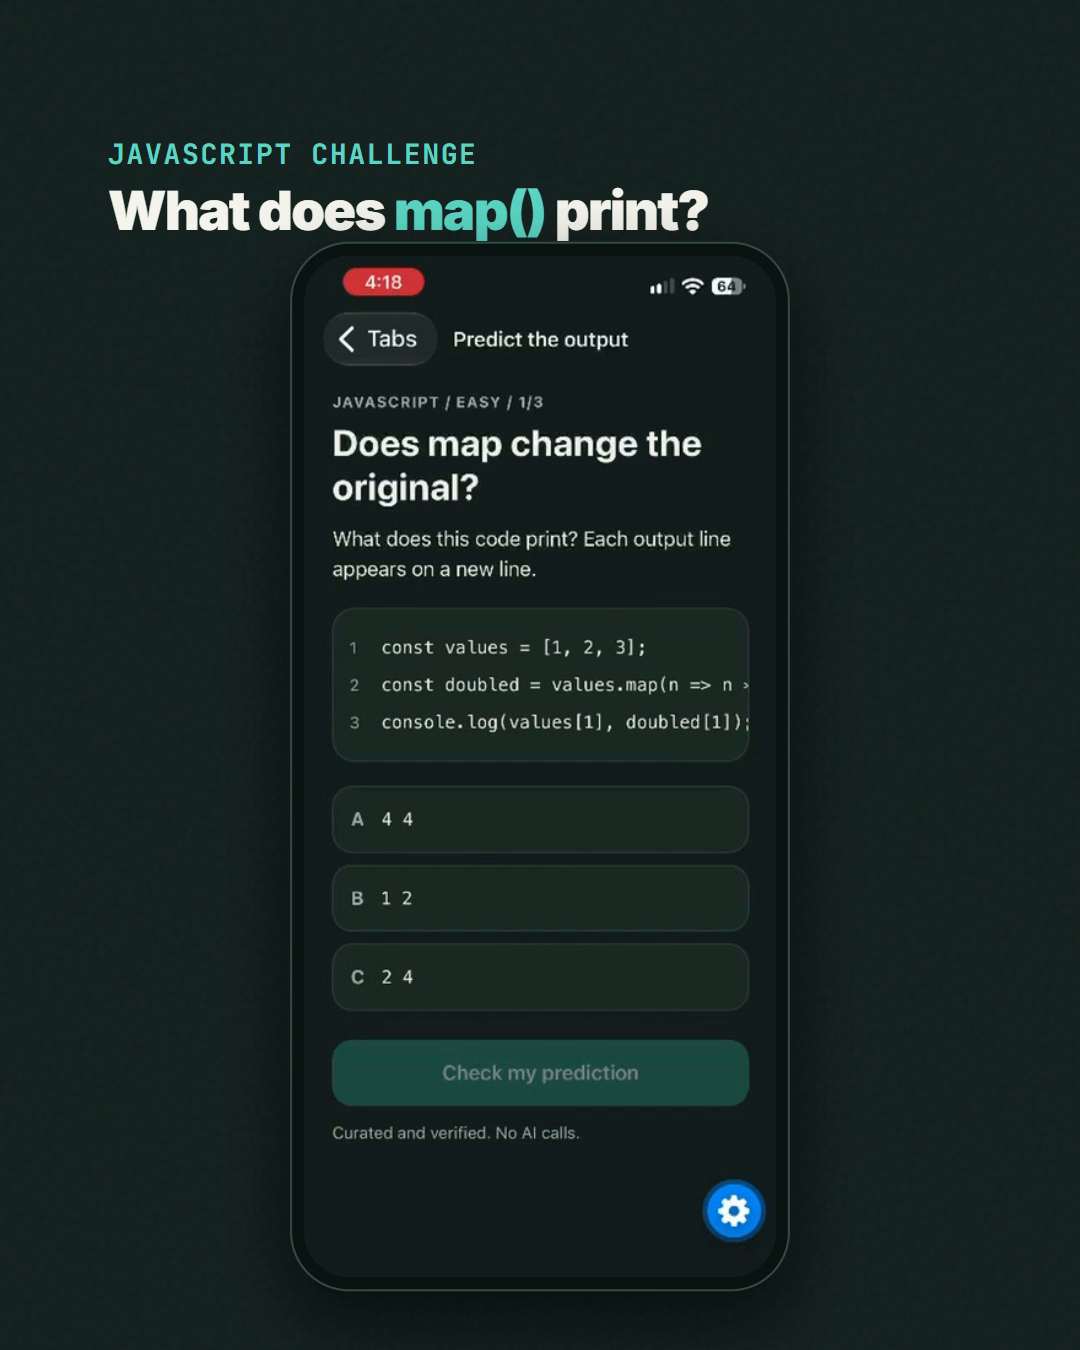 JAVASCRIPT CHALLENGE
What does map() print?
4:18
64
Tabs
Predict the output
JAVASCRIPT / EASY / 1/3
Does map change the
original?
What does this code print? Each output line
appears on a new line.
1 const values = [1, 2, 3];
2 const doubled = values.map(n => n
3 console.log(values[1], doubled[1]);
A 4 4
B 1 2
C 2 4
Check my prediction
Curated and verified. No AI calls.